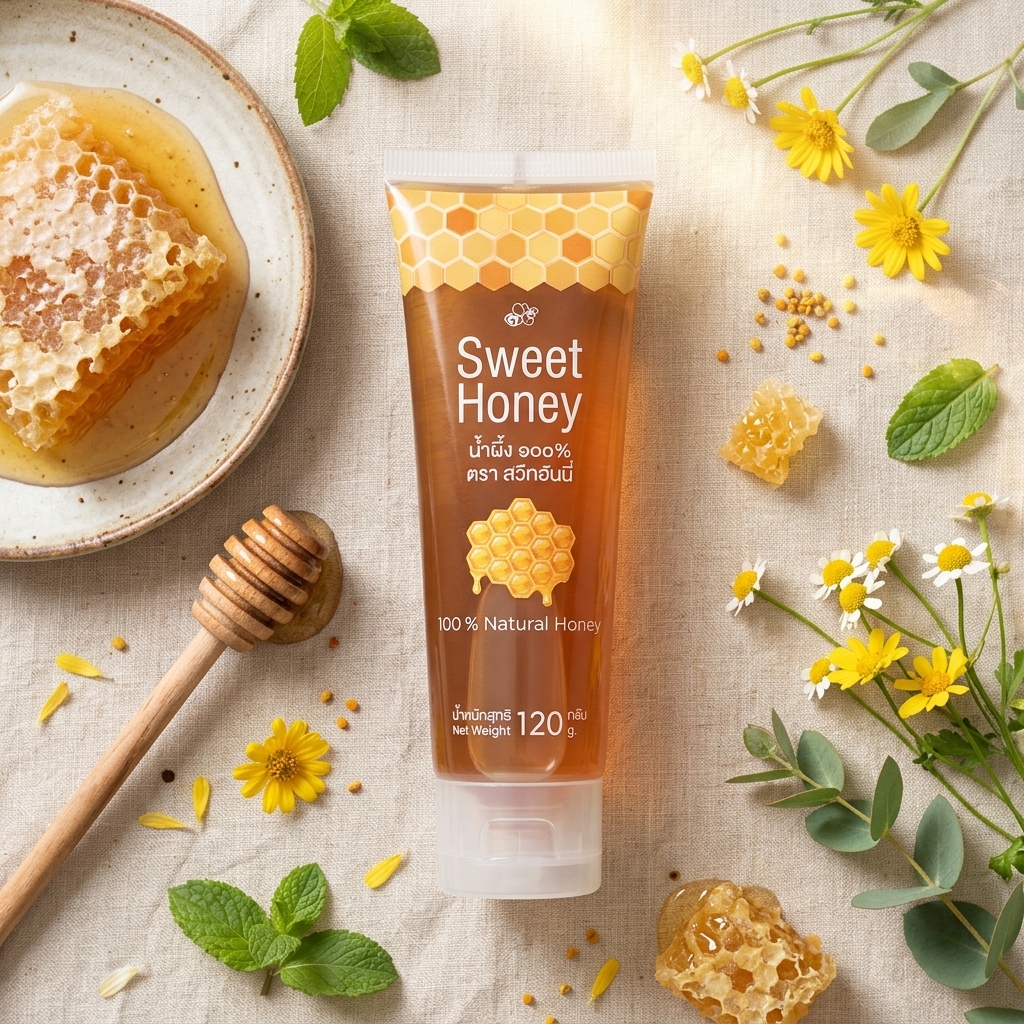 Sweet
Honey
น้ำผึ้ง ๑๐๐%
ตรา สวีทฮันนี่
100 % Natural Honey
น้ำหนักสุทธิ 120 กรัม
Net Weight g.